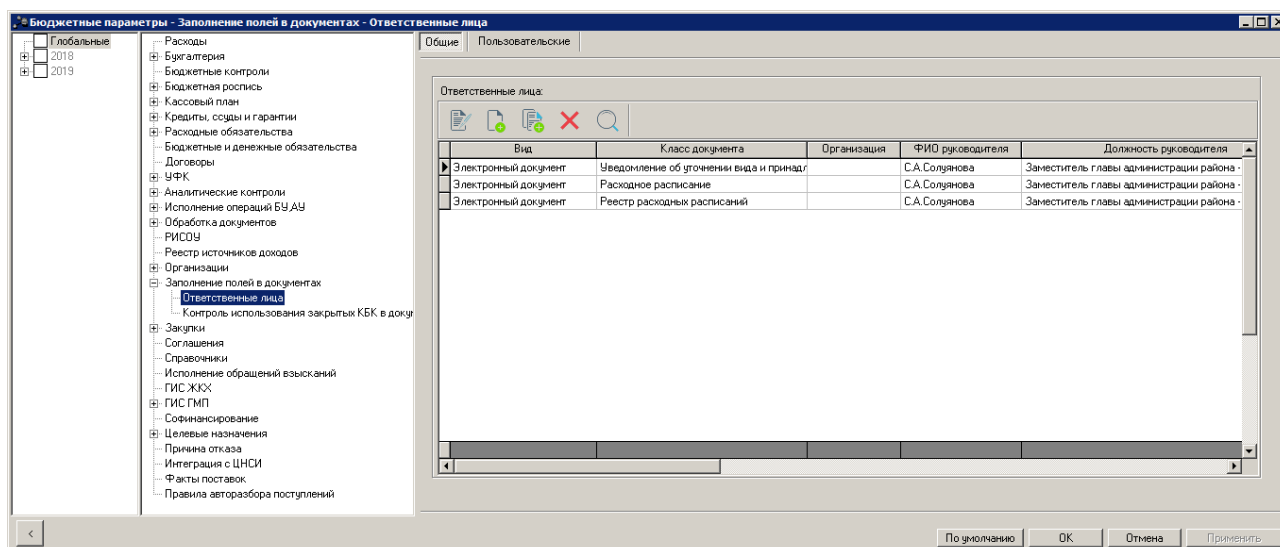 Бюджетные параметры - Заполнение полей в документах - Ответственные лица
Глобальные
2018
2019
Расходы
Бухгалтерия
Бюджетные контроли
Бюджетная роспись
Кассовый план
Кредиты, ссуды и гарантии
Расходные обязательства
Бюджетные и денежные обязательства
Договоры
УФК
Аналитические контроли
Исполнение операций БУ,АУ
Обработка документов
РИСОУ
Реестр источников доходов
Организации
Заполнение полей в документах
Ответственные лица
Контроль использования закрытых КБК в докум
Закупки
Соглашения
Справочники
Исполнение обращений взысканий
ГИС ЖКХ
ГИС ГМП
Софинансирование
Целевые назначения
Причина отказа
Интеграция с ЦНСИ
Факты поставок
Правила авторазбора поступлений
Общие Пользовательские
Ответственные лица:
Вид Класс документа Организация ФИО руководителя Должность руководителя
Электронный документ Уведомление об уточнении вида и принадл С.А.Солуянова Заместитель главы администрации района -
Электронный документ Расходное расписание С.А.Солуянова Заместитель главы администрации района -
Электронный документ Реестр расходных расписаний С.А.Солуянова Заместитель главы администрации района -
< По умолчанию OK Отмена Применить